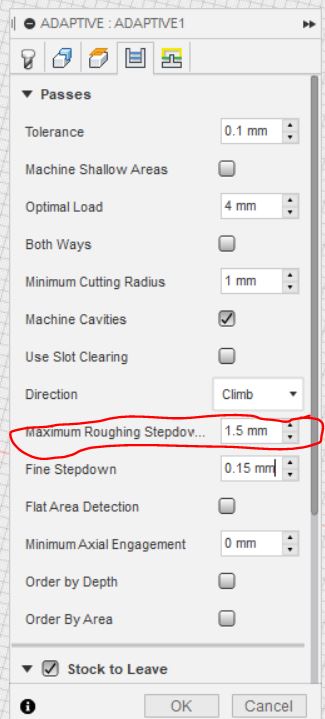 ADAPTIVE : ADAPTIVE1
Passes
Tolerance 0.1 mm
Machine Shallow Areas
Optimal Load 4 mm
Both Ways
Minimum Cutting Radius 1 mm
Machine Cavities
Use Slot Clearing
Direction Climb
Maximum Roughing Stepdov... 1.5 mm
Fine Stepdown 0.15 mm
Flat Area Detection
Minimum Axial Engagement 0 mm
Order by Depth
Order By Area
Stock to Leave
OK Cancel